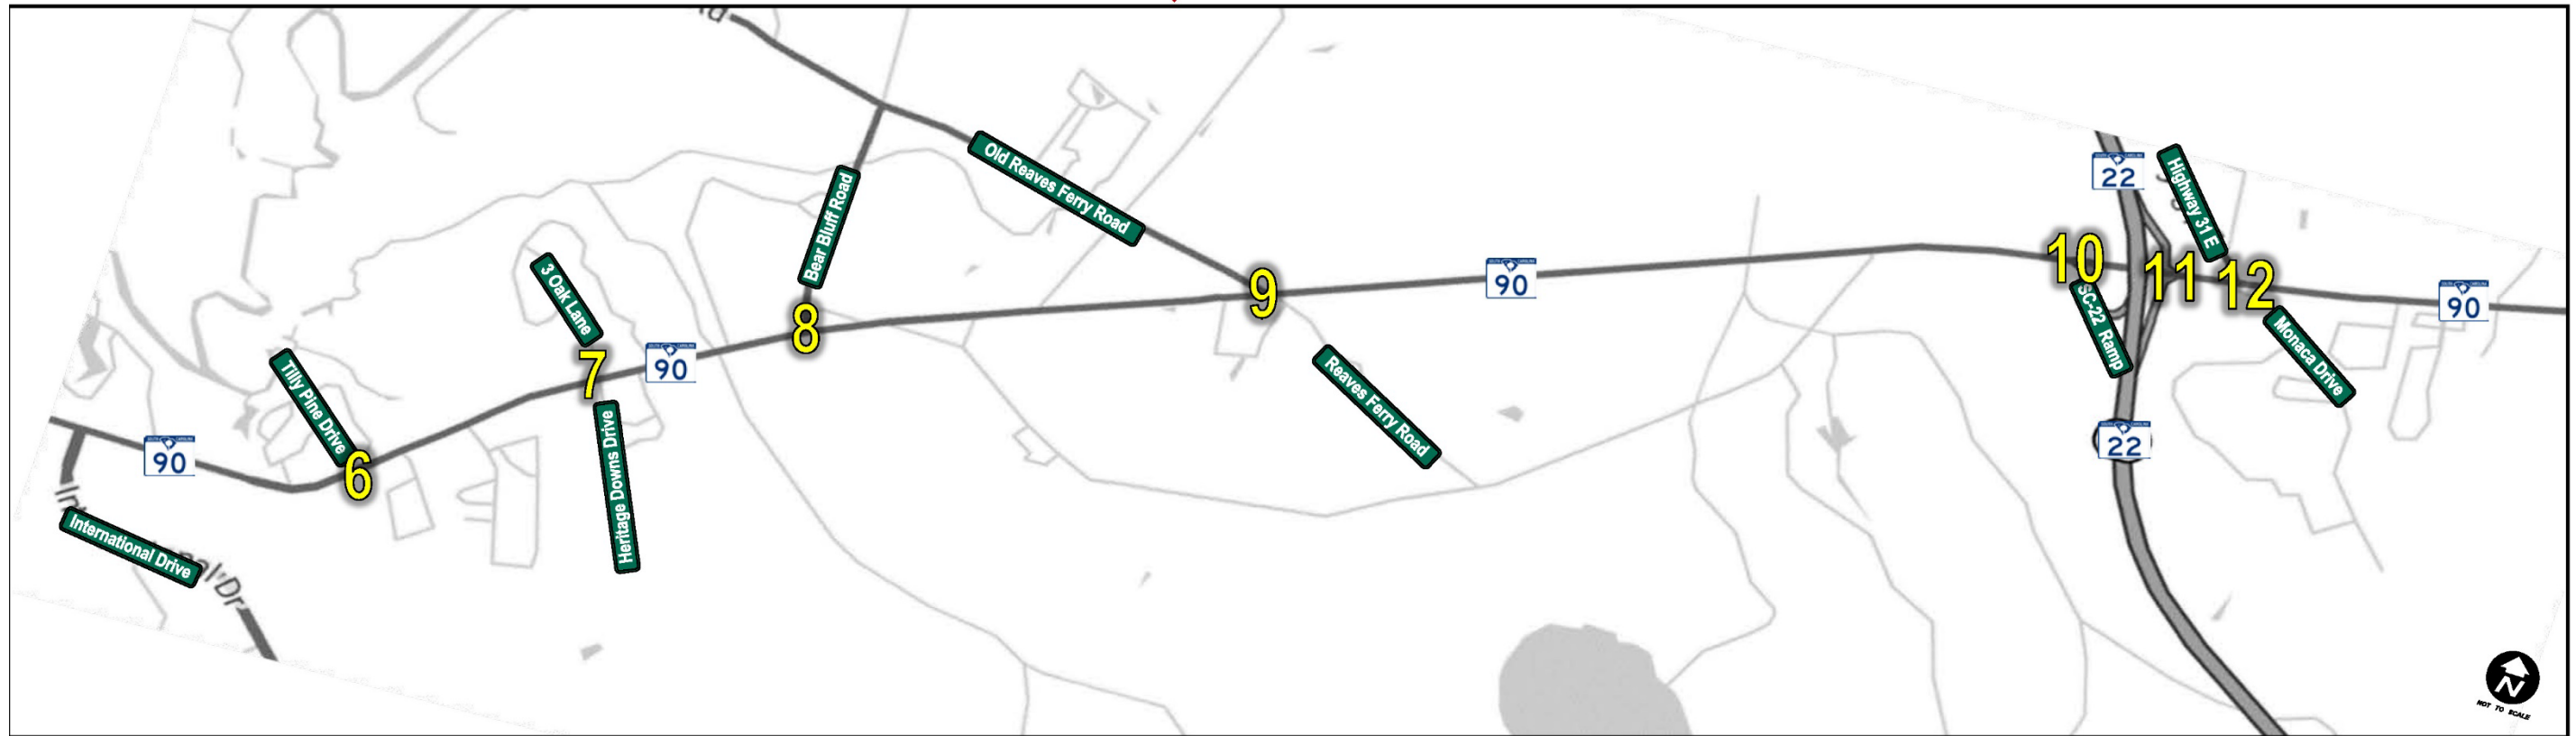 22
Highway 31 E
Old Reaves Ferry Road
Bear Bluff Road
3 Oak Lane
10
11
12
9
90
90
SC-22 Ramp
8
Monaca Drive
7
90
Tilly Pine Drive
Reaves Ferry Road
Heritage Downs Drive
22
90
6
International Drive
al Dr
N
NOT TO SCALE